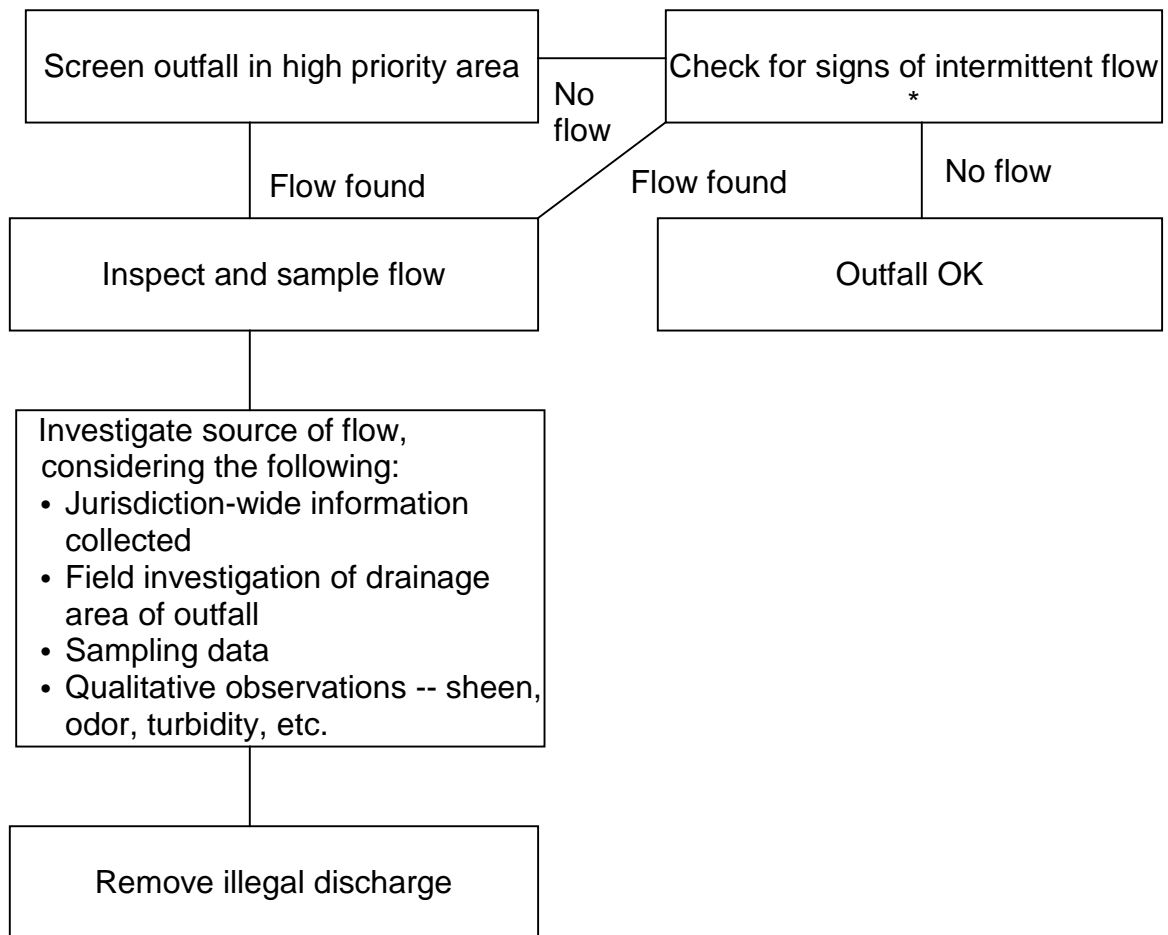 Screen outfall in high priority area
Check for signs of intermittent flow
*
No
flow
Flow found
Flow found
No flow
Inspect and sample flow
Outfall OK
Investigate source of flow,
considering the following:
• Jurisdiction-wide information
collected
• Field investigation of drainage
area of outfall
• Sampling data
• Qualitative observations -- sheen,
odor, turbidity, etc.
Remove illegal discharge